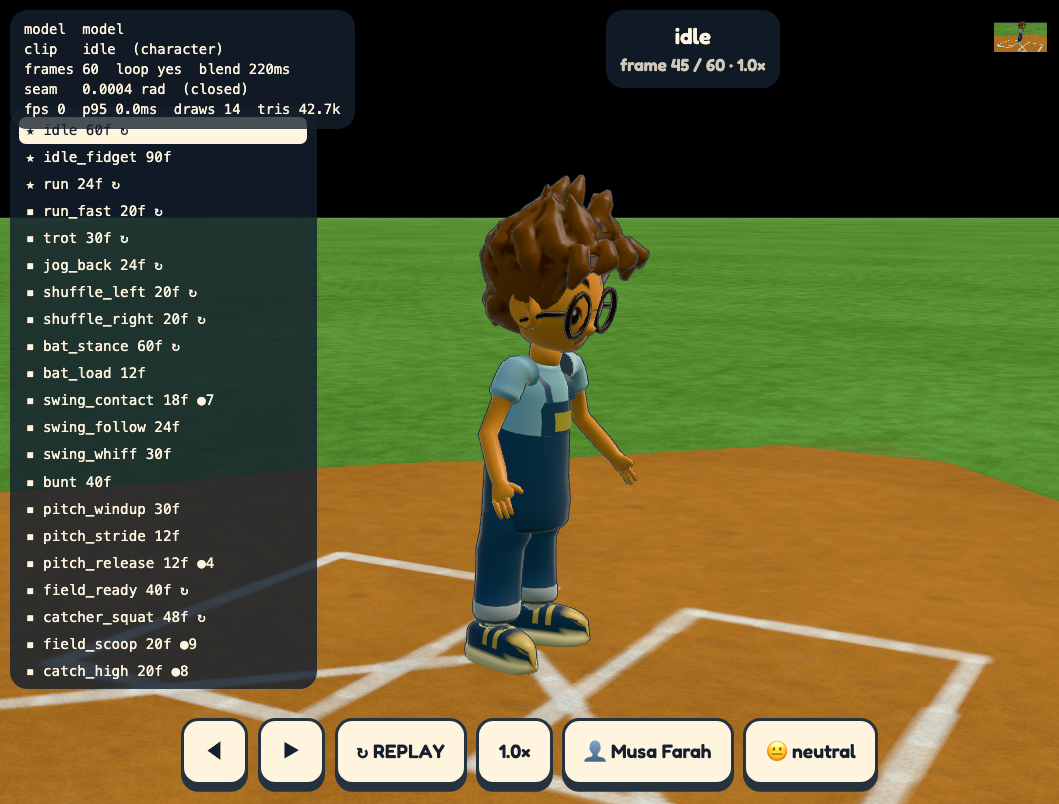 model model
clip idle (character)
frames 60 loop yes blend 220ms
seam 0.0004 rad (closed)
fps 0 p95 0.0ms draws 14 tris 42.7k
★ idle 60f ↻
★ idle_fidget 90f
★ run 24f ↻
▪ run_fast 20f ↻
▪ trot 30f ↻
▪ jog_back 24f ↻
▪ shuffle_left 20f ↻
▪ shuffle_right 20f ↻
▪ bat_stance 60f ↻
▪ bat_load 12f
▪ swing_contact 18f ●7
▪ swing_follow 24f
▪ swing_whiff 30f
▪ bunt 40f
▪ pitch_windup 30f
▪ pitch_stride 12f
▪ pitch_release 12f ●4
▪ field_ready 40f ↻
▪ catcher_squat 48f ↻
▪ field_scoop 20f ●9
▪ catch_high 20f ●8
idle
frame 45 / 60 · 1.0×
◀ ▶ ↻ REPLAY 1.0× 👤 Musa Farah 😐 neutral